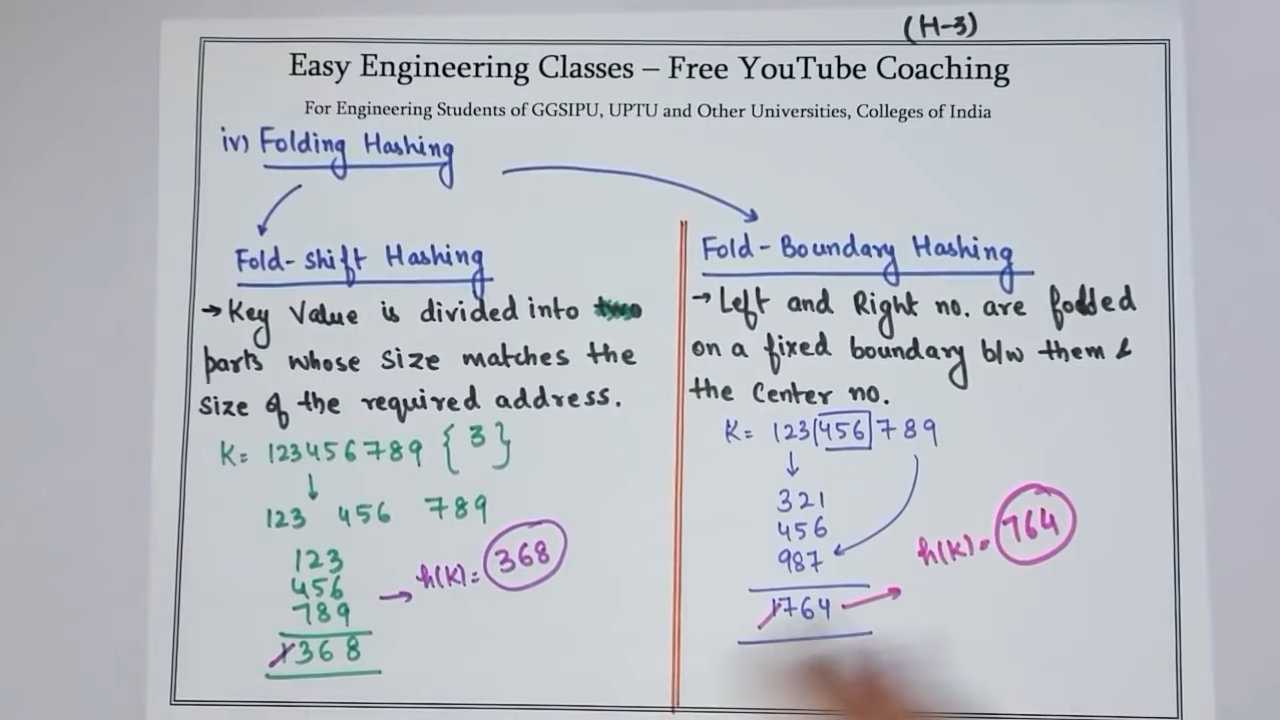 (H-3)
Easy Engineering Classes – Free YouTube Coaching
For Engineering Students of GGSIPU, UPTU and Other Universities, Colleges of India
iv) Folding Hashing
Fold-shift Hashing
→ Key Value is divided into
parts whose size matches the
size of the required address.
K= 123456789 {3}
↓
123 456 789
123
456
789
1368
→ h(K)= 368
Fold-Boundary Hashing
→ Left and Right no. are folded
on a fixed boundary b/w them &
the Center no.
K= 123|456|789
↓
321
456
987
1764
h(K)= 764